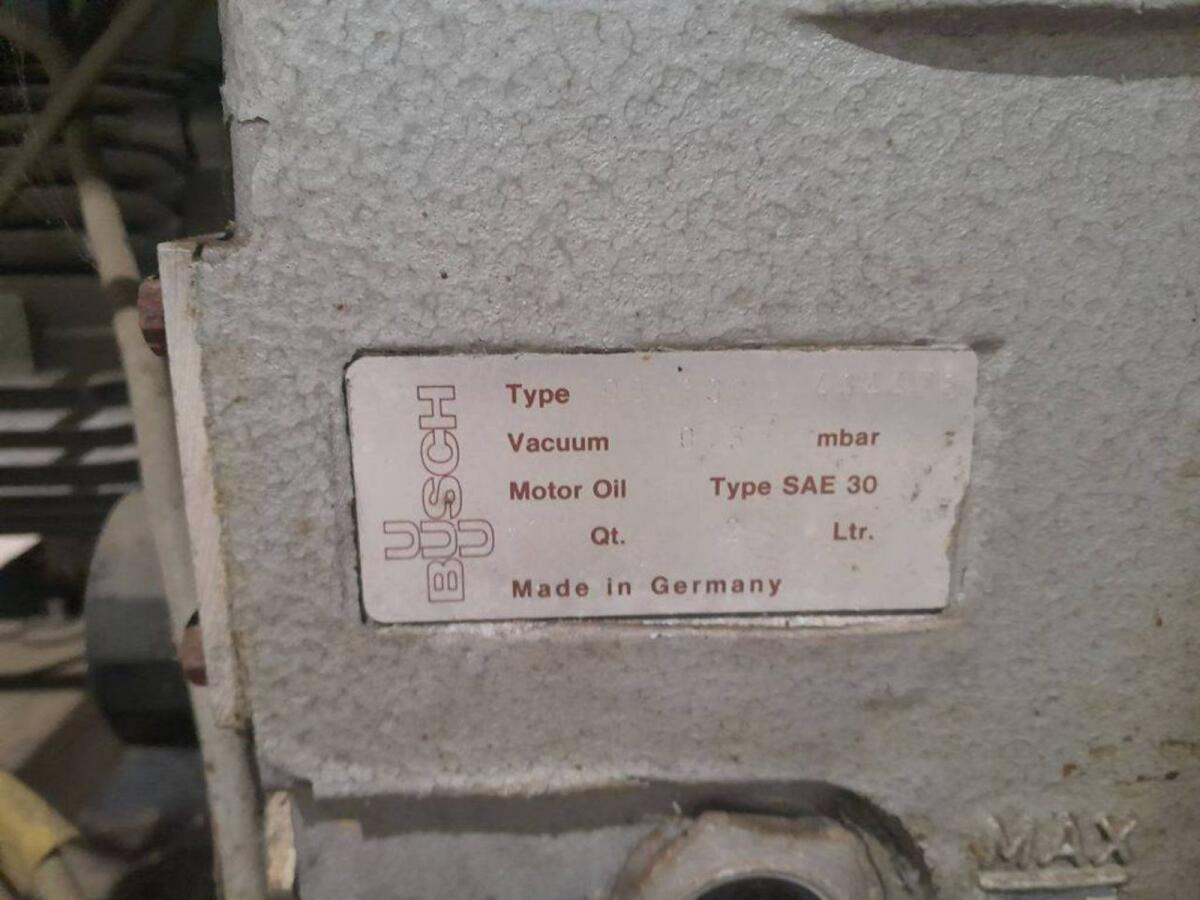 BUSCH
Type
Vacuum mbar
Motor Oil Type SAE 30
Qt. Ltr.
Made in Germany
MAX